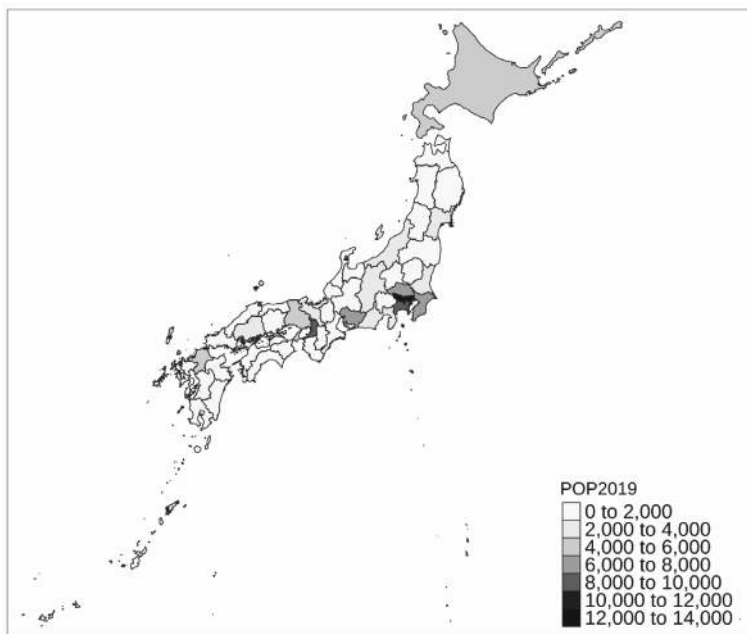 POP2019
0 to 2,000
2,000 to 4,000
4,000 to 6,000
6,000 to 8,000
8,000 to 10,000
10,000 to 12,000
12,000 to 14,000